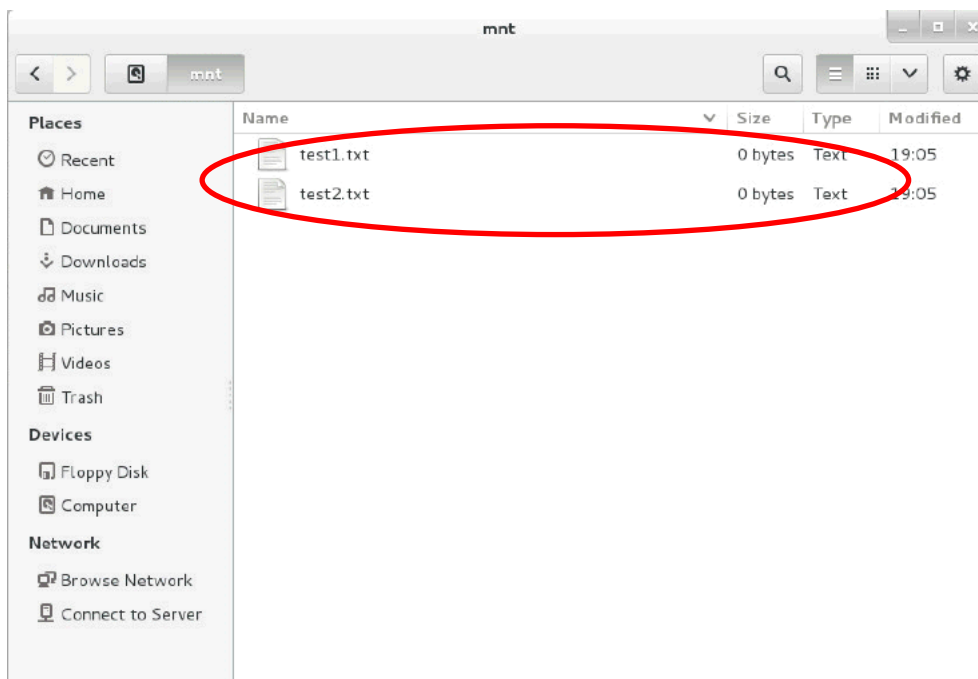 mnt
mnt
Places
Recent
Home
Documents
Downloads
Music
Pictures
Videos
Trash
Devices
Floppy Disk
Computer
Network
Browse Network
Connect to Server
Name Size Type Modified
test1.txt 0 bytes Text 19:05
test2.txt 0 bytes Text 19:05